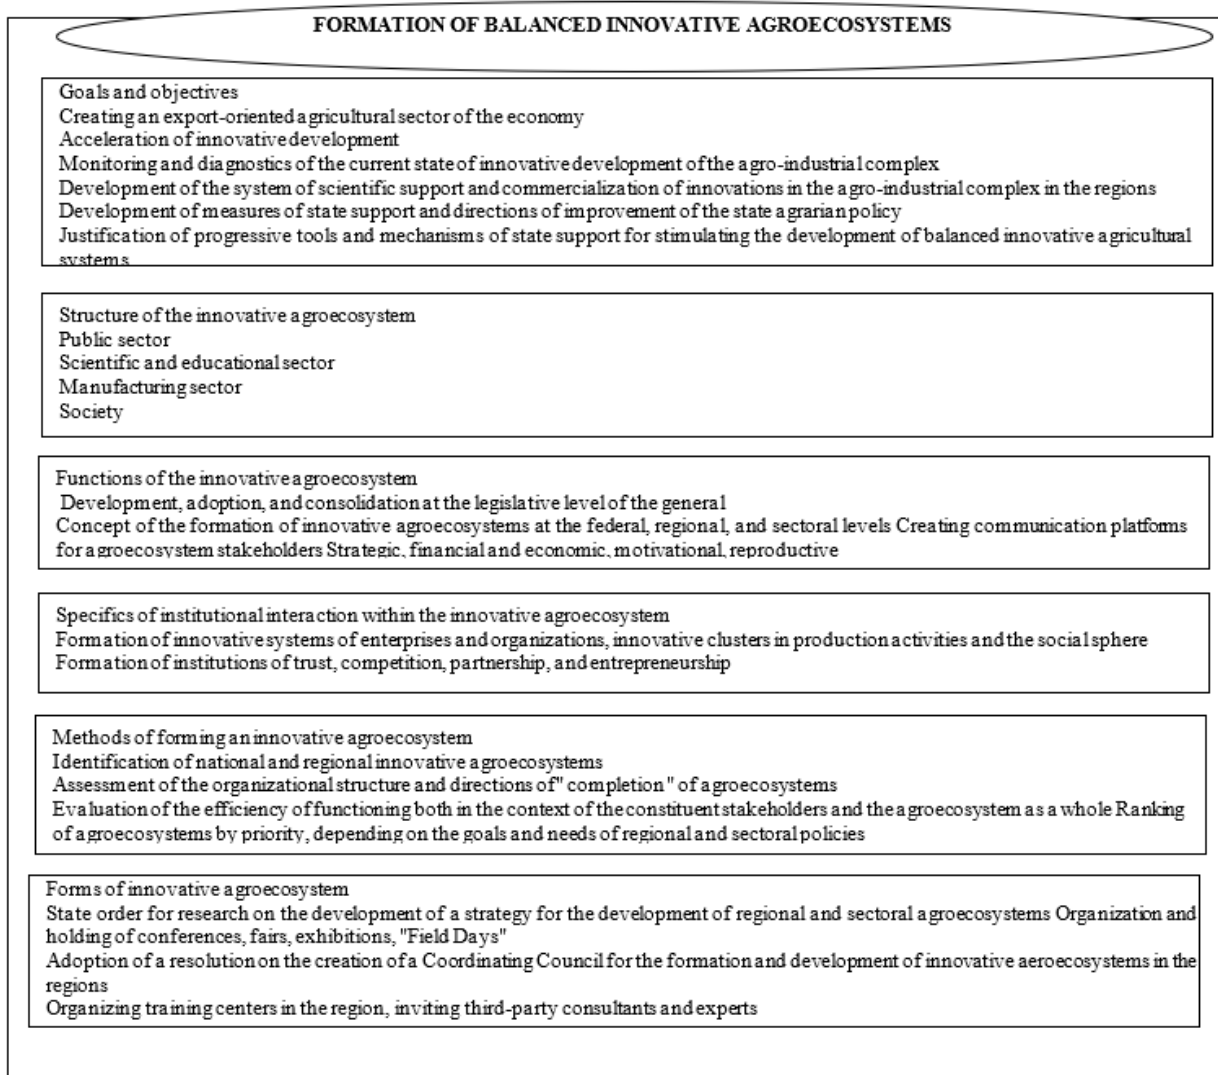 FORMATION OF BALANCED INNOVATIVE AGROECOSYSTEMS
Goals and objectives
Creating an export-oriented agricultural sector of the economy
Acceleration of innovative development
Monitoring and diagnostics of the current state of innovative development of the agro-industrial complex
Development of the system of scientific support and commercialization of innovations in the agro-industrial complex in the regions
Development of measures of state support and directions of improvement of the state agrarian policy
Justification of progressive tools and mechanisms of state support for stimulating the development of balanced innovative agricultural
systems
Structure of the innovative agroecosystem
Public sector
Scientific and educational sector
Manufacturing sector
Society
Functions of the innovative agroecosystem
Development, adoption, and consolidation at the legislative level of the general
Concept of the formation of innovative agroecosystems at the federal, regional, and sectoral levels Creating communication platforms
for agroecosystem stakeholders Strategic, financial and economic, motivational, reproductive
Specifics of institutional interaction within the innovative agroecosystem
Formation of innovative systems of enterprises and organizations, innovative clusters in production activities and the social sphere
Formation of institutions of trust, competition, partnership, and entrepreneurship
Methods of forming an innovative agroecosystem
Identification of national and regional innovative agroecosystems
Assessment of the organizational structure and directions of" completion" of agroecosystems
Evaluation of the efficiency of functioning both in the context of the constituent stakeholders and the agroecosystem as a whole Ranking
of agroecosystems by priority, depending on the goals and needs of regional and sectoral policies
Forms of innovative agroecosystem
State order for research on the development of a strategy for the development of regional and sectoral agroecosystems Organization and
holding of conferences, fairs, exhibitions, "Field Days"
Adoption of a resolution on the creation of a Coordinating Council for the formation and development of innovative aeroecosystems in the
regions
Organizing training centers in the region, inviting third-party consultants and experts